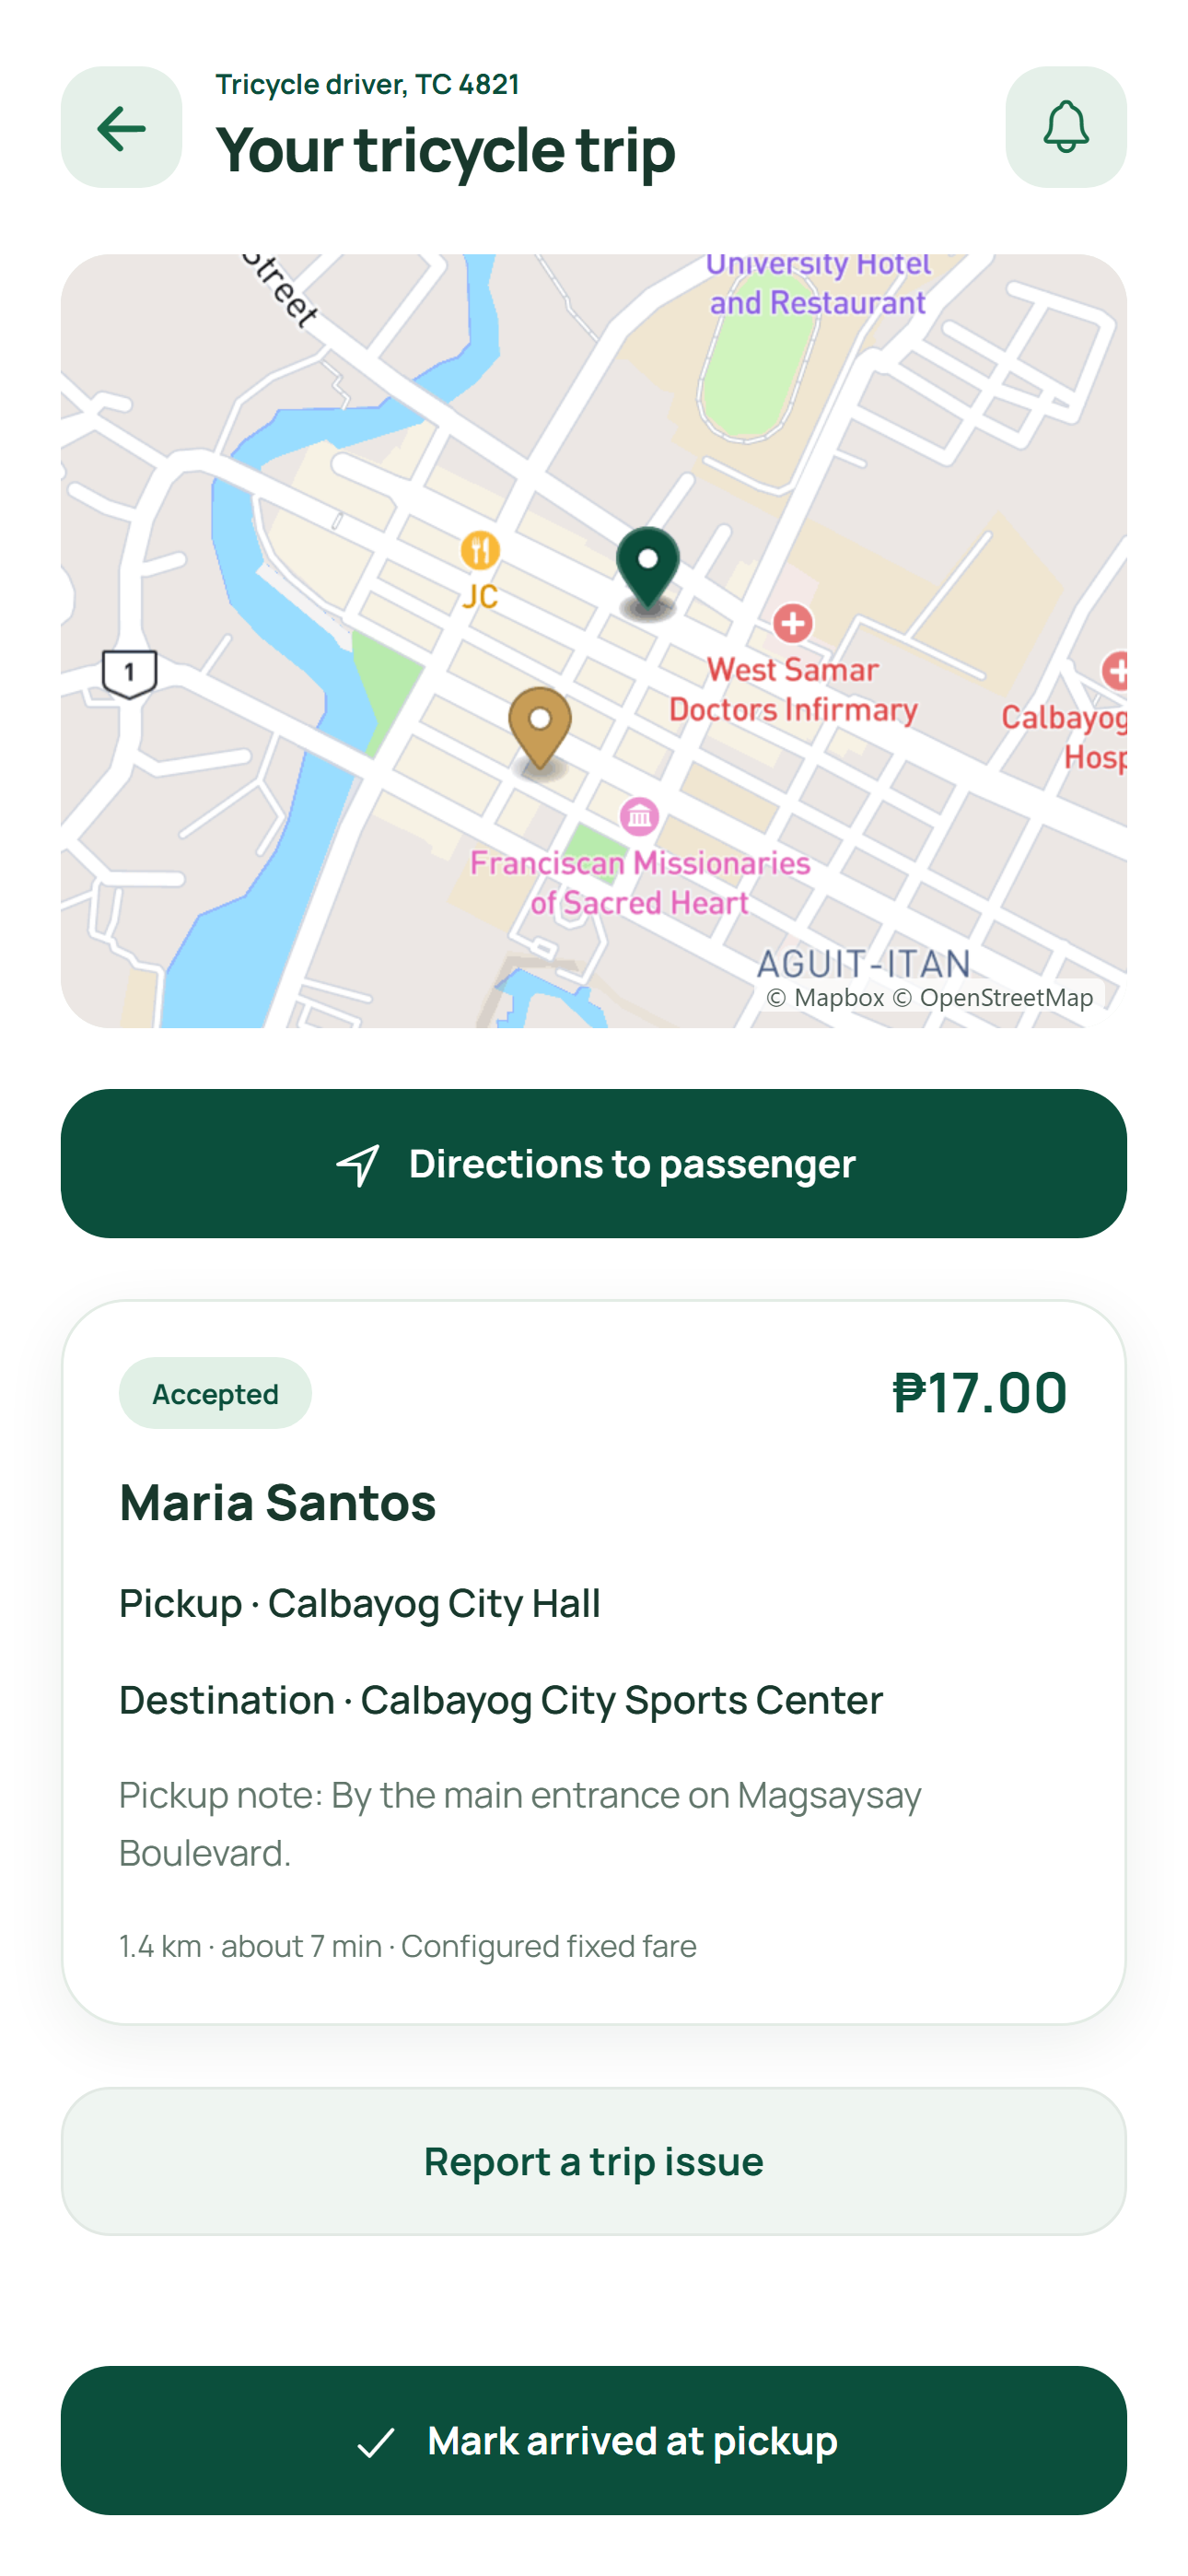 Tricycle driver, TC 4821
Your tricycle trip
Street
University Hotel
and Restaurant
JC
1
West Samar
Doctors Infirmary
Calbayog
Hosp
Franciscan Missionaries
of Sacred Heart
AGUIT-ITAN
© Mapbox © OpenStreetMap
Directions to passenger
Accepted
₱17.00
Maria Santos
Pickup · Calbayog City Hall
Destination · Calbayog City Sports Center
Pickup note: By the main entrance on Magsaysay
Boulevard.
1.4 km · about 7 min · Configured fixed fare
Report a trip issue
Mark arrived at pickup